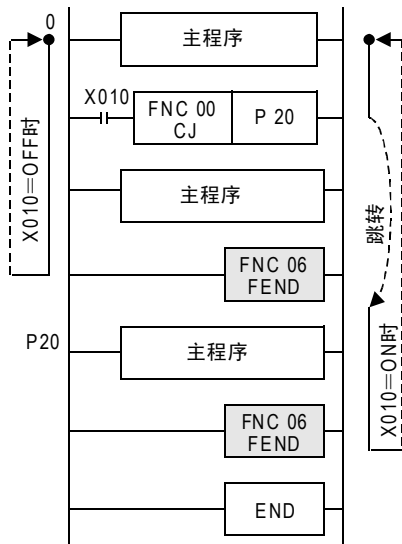 0
主程序
X010
FNC 00
CJ
P 20
X010=OFF时
主程序
跳转
FNC 06
FEND
P20
主程序
X010=ON时
FNC 06
FEND
END